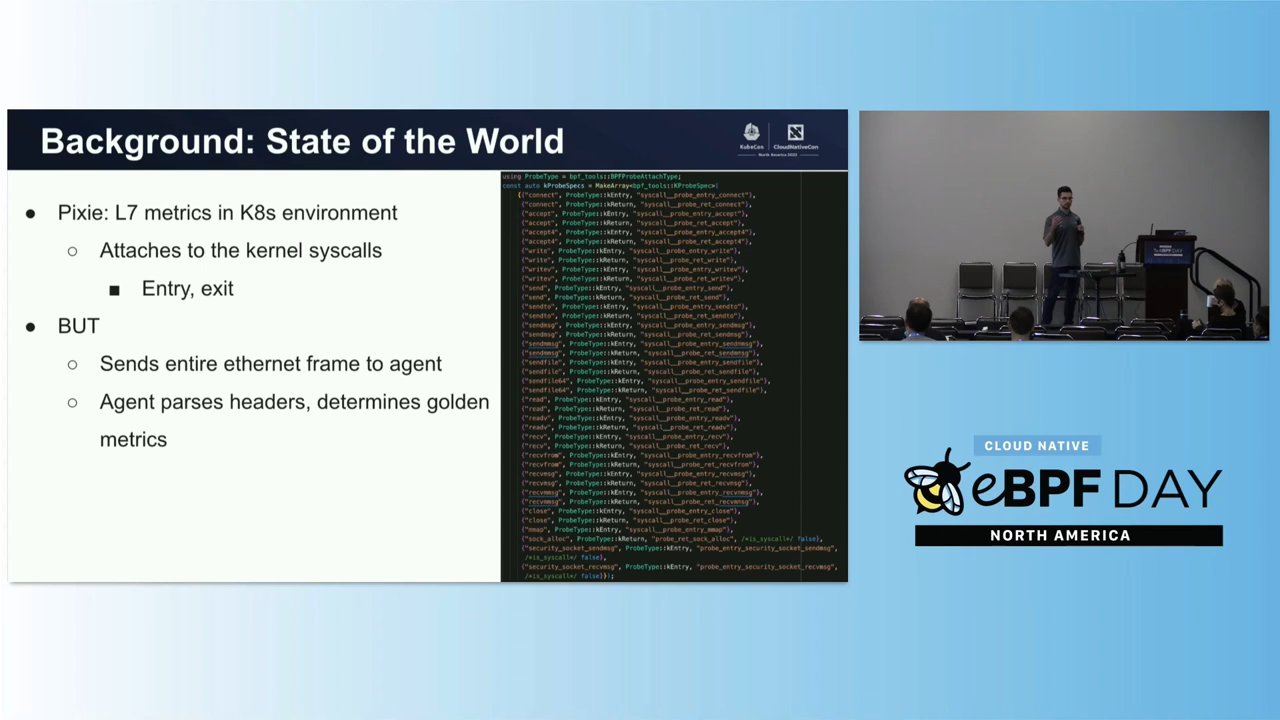 Background: State of the World
KubeCon
CloudNativeCon
North America 2022
● Pixie: L7 metrics in K8s environment
○ Attaches to the kernel syscalls
■ Entry, exit
● BUT
○ Sends entire ethernet frame to agent
○ Agent parses headers, determines golden
metrics
using ProbeType = bpf_tools::BPFProbeAttachType;
const auto kProbeSpecs = MakeArray<bpf_tools::KProbeSpec>(
{{"connect", ProbeType::kEntry, "syscall__probe_entry_connect"},
{"connect", ProbeType::kReturn, "syscall__probe_ret_connect"},
{"accept", ProbeType::kEntry, "syscall__probe_entry_accept"},
{"accept", ProbeType::kReturn, "syscall__probe_ret_accept"},
{"accept4", ProbeType::kEntry, "syscall__probe_entry_accept4"},
{"accept4", ProbeType::kReturn, "syscall__probe_ret_accept4"},
{"write", ProbeType::kEntry, "syscall__probe_entry_write"},
{"write", ProbeType::kReturn, "syscall__probe_ret_write"},
{"writev", ProbeType::kEntry, "syscall__probe_entry_writev"},
{"writev", ProbeType::kReturn, "syscall__probe_ret_writev"},
{"send", ProbeType::kEntry, "syscall__probe_entry_send"},
{"send", ProbeType::kReturn, "syscall__probe_ret_send"},
{"sendto", ProbeType::kEntry, "syscall__probe_entry_sendto"},
{"sendto", ProbeType::kReturn, "syscall__probe_ret_sendto"},
{"sendmsg", ProbeType::kEntry, "syscall__probe_entry_sendmsg"},
{"sendmsg", ProbeType::kReturn, "syscall__probe_ret_sendmsg"},
{"sendmmsg", ProbeType::kEntry, "syscall__probe_entry_sendmmsg"},
{"sendmmsg", ProbeType::kReturn, "syscall__probe_ret_sendmmsg"},
{"sendfile", ProbeType::kEntry, "syscall__probe_entry_sendfile"},
{"sendfile", ProbeType::kReturn, "syscall__probe_ret_sendfile"},
{"sendfile64", ProbeType::kEntry, "syscall__probe_entry_sendfile"},
{"sendfile64", ProbeType::kReturn, "syscall__probe_ret_sendfile"},
{"read", ProbeType::kEntry, "syscall__probe_entry_read"},
{"read", ProbeType::kReturn, "syscall__probe_ret_read"},
{"readv", ProbeType::kEntry, "syscall__probe_entry_readv"},
{"readv", ProbeType::kReturn, "syscall__probe_ret_readv"},
{"recv", ProbeType::kEntry, "syscall__probe_entry_recv"},
{"recv", ProbeType::kReturn, "syscall__probe_ret_recv"},
{"recvfrom", ProbeType::kEntry, "syscall__probe_entry_recvfrom"},
{"recvfrom", ProbeType::kReturn, "syscall__probe_ret_recvfrom"},
{"recvmsg", ProbeType::kEntry, "syscall__probe_entry_recvmsg"},
{"recvmsg", ProbeType::kReturn, "syscall__probe_ret_recvmsg"},
{"recvmmsg", ProbeType::kEntry, "syscall__probe_entry_recvmmsg"},
{"recvmmsg", ProbeType::kReturn, "syscall__probe_ret_recvmmsg"},
{"close", ProbeType::kEntry, "syscall__probe_entry_close"},
{"close", ProbeType::kReturn, "syscall__probe_ret_close"},
{"mmap", ProbeType::kEntry, "syscall__probe_entry_mmap"},
{"sock_alloc", ProbeType::kReturn, "probe_ret_sock_alloc", /*is_syscall*/ false},
{"security_socket_sendmsg", ProbeType::kEntry, "probe_entry_security_socket_sendmsg",
/*is_syscall*/ false},
{"security_socket_recvmsg", ProbeType::kEntry, "probe_entry_security_socket_recvmsg",
/*is_syscall*/ false}});
eBPF DAY
CLOUD NATIVE
eBPF DAY
NORTH AMERICA